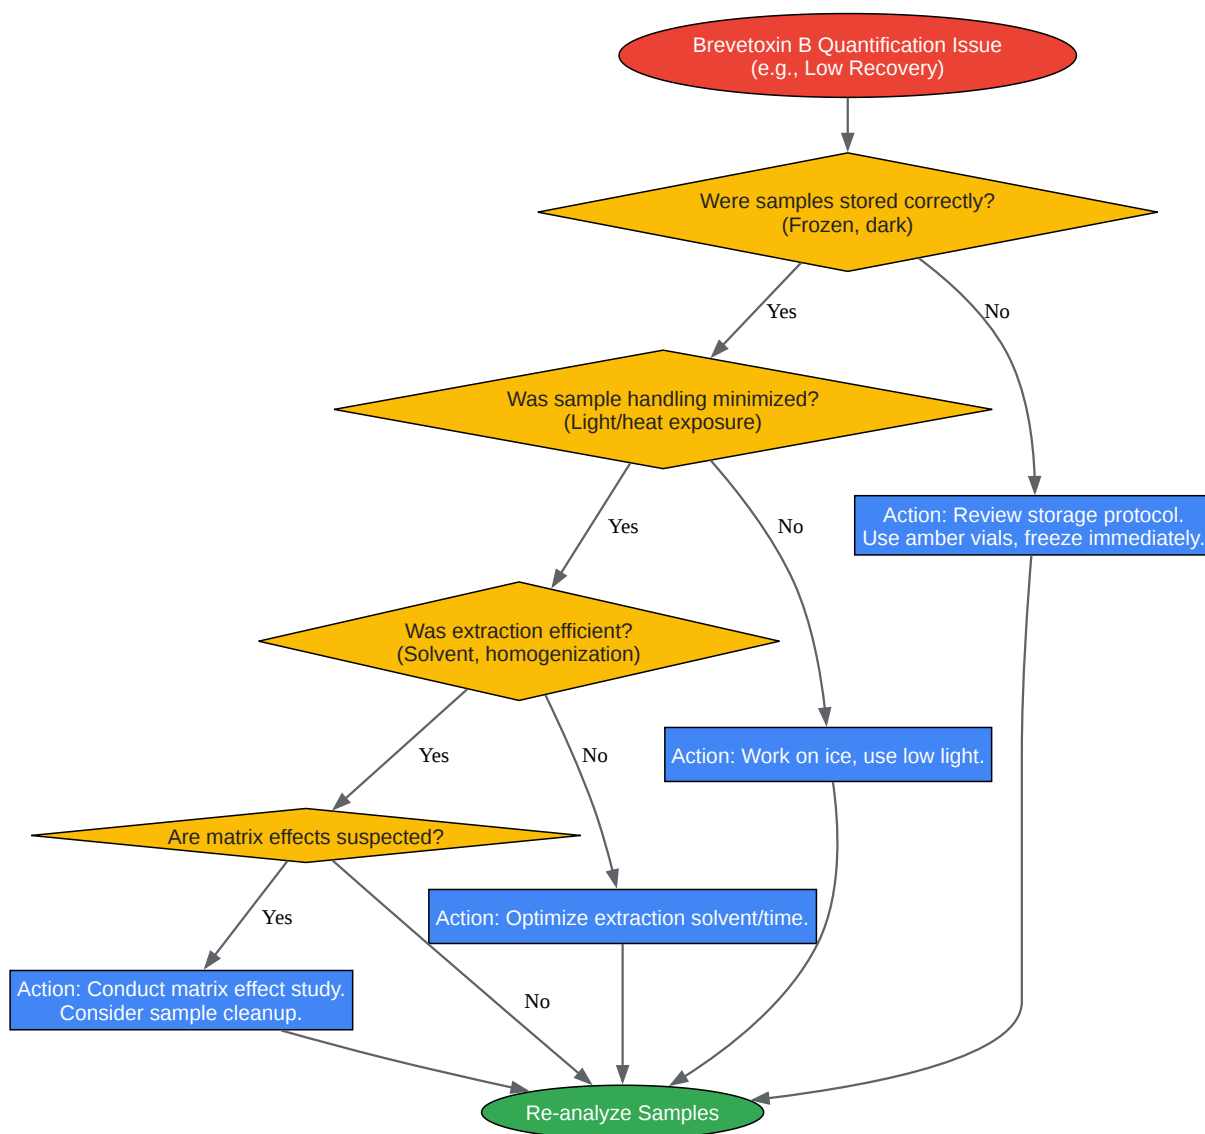 Brevetoxin B Quantification Issue
(e.g., Low Recovery)
Were samples stored correctly?
(Frozen, dark)
Yes
No
Was sample handling minimized?
(Light/heat exposure)
Yes
No
Action: Review storage protocol.
Use amber vials, freeze immediately.
Was extraction efficient?
(Solvent, homogenization)
Yes
No
Action: Work on ice, use low light.
Are matrix effects suspected?
Yes
Action: Optimize extraction solvent/time.
Action: Conduct matrix effect study.
Consider sample cleanup.
No
Re-analyze Samples